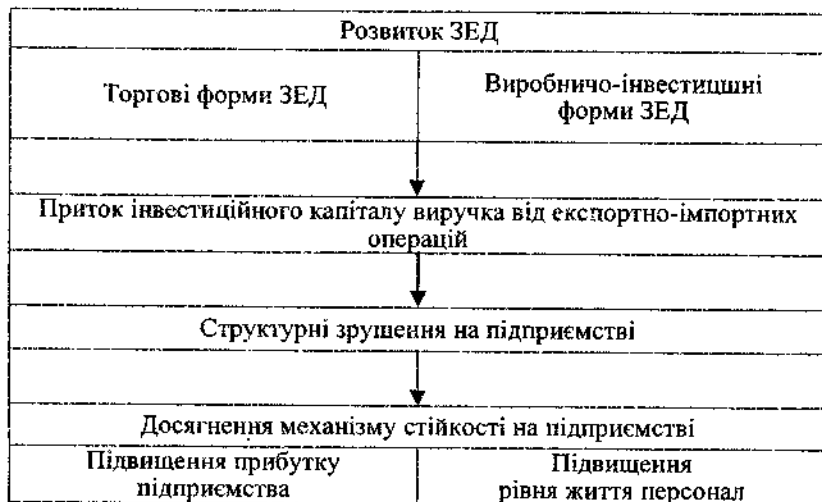 Розвиток ЗЕД
Торгові форми ЗЕД
Виробничо-інвестицшні
форми ЗЕД
Приток інвестиційного капіталу виручка від експортно-імпортних
операцій
Структурні зрушення на підприємстві
Досягнення механізму стійкості на підприємстві
Підвищення прибутку
підприємства
Підвищення
рівня життя персонал